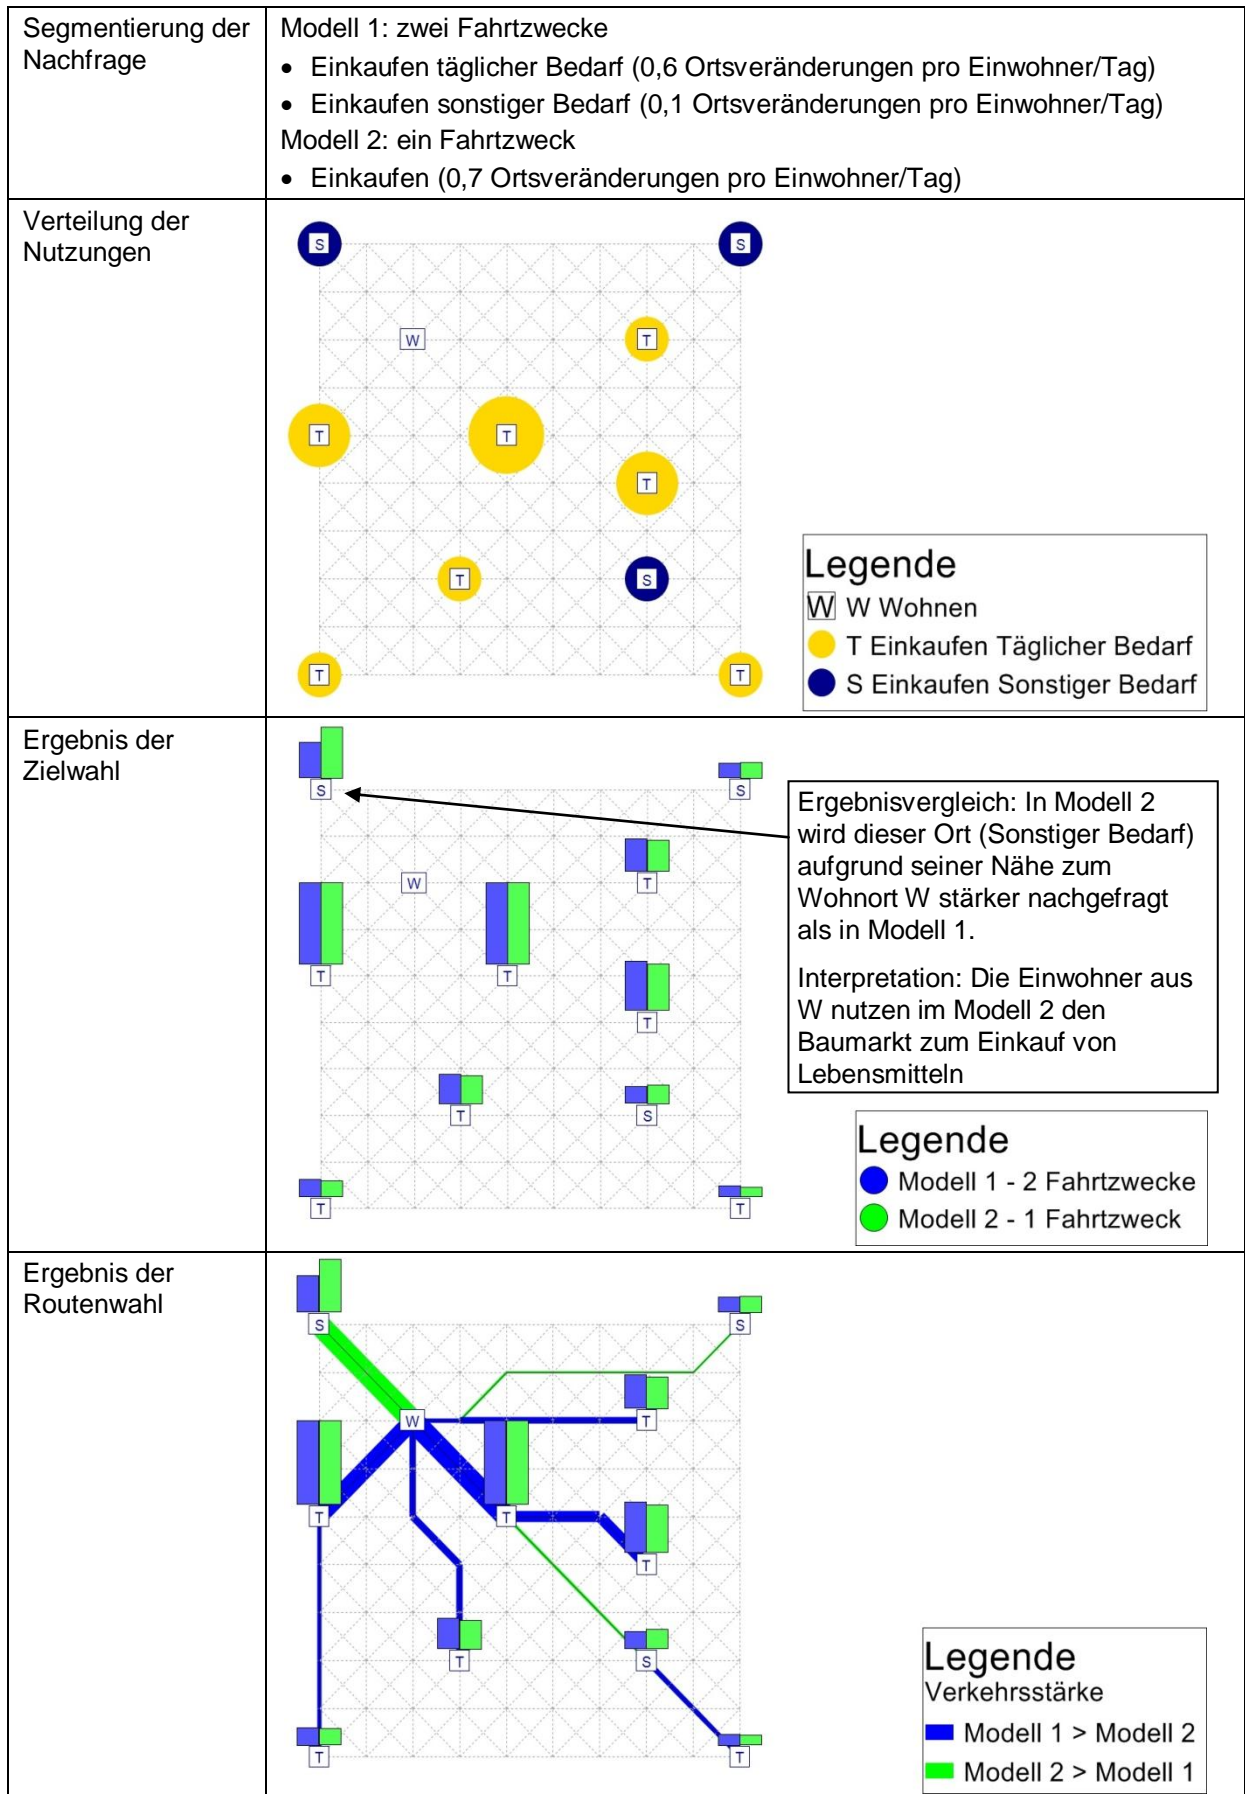 Segmentierung der
Nachfrage
Modell 1: zwei Fahrtzwecke
• Einkaufen täglicher Bedarf (0,6 Ortsveränderungen pro Einwohner/Tag)
• Einkaufen sonstiger Bedarf (0,1 Ortsveränderungen pro Einwohner/Tag)
Modell 2: ein Fahrtzweck
• Einkaufen (0,7 Ortsveränderungen pro Einwohner/Tag)
Verteilung der
Nutzungen
S
S
W
T
T
T
T
T
S
T
T
Legende
W W Wohnen
T Einkaufen Täglicher Bedarf
S Einkaufen Sonstiger Bedarf
Ergebnis der
Zielwahl
S
S
W
T
T
T
T
T
S
T
T
Ergebnisvergleich: In Modell 2
wird dieser Ort (Sonstiger Bedarf)
aufgrund seiner Nähe zum
Wohnort W stärker nachgefragt
als in Modell 1.
Interpretation: Die Einwohner aus
W nutzen im Modell 2 den
Baumarkt zum Einkauf von
Lebensmitteln
Legende
Modell 1 - 2 Fahrtzwecke
Modell 2 - 1 Fahrtzweck
Ergebnis der
Routenwahl
S
S
W
T
T
T
T
T
S
T
T
Legende
Verkehrsstärke
Modell 1 > Modell 2
Modell 2 > Modell 1